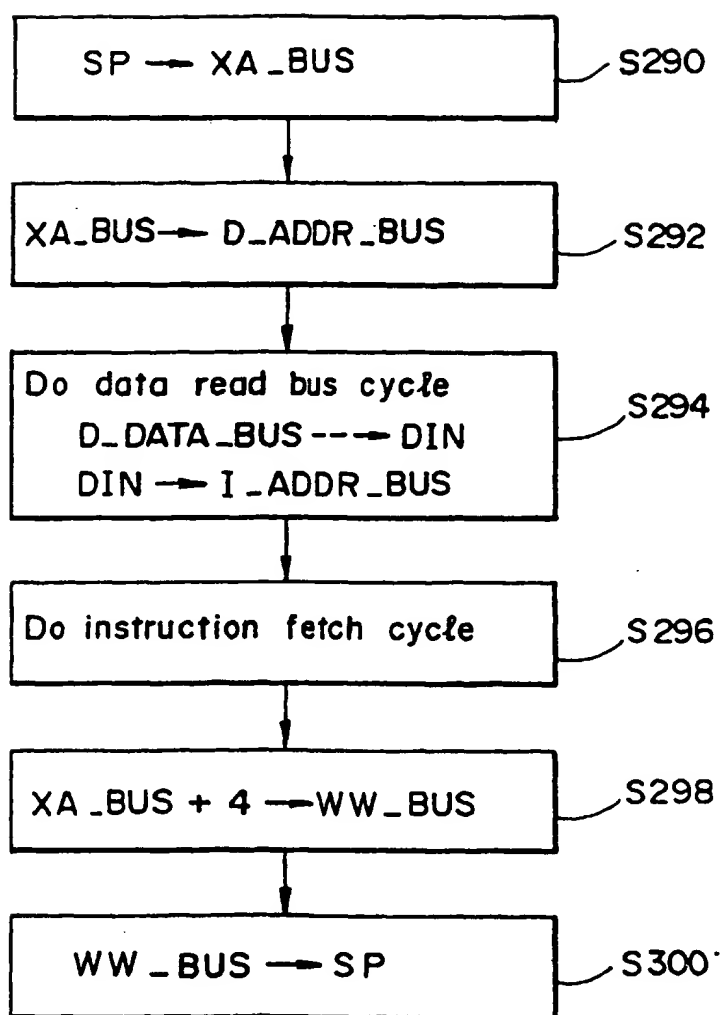 SP → XA_BUS
S290
XA_BUS → D_ADDR_BUS
S292
Do data read bus cycle
D_DATA_BUS ---→ DIN
DIN → I_ADDR_BUS
S294
Do instruction fetch cycle
S296
XA_BUS + 4 → WW_BUS
S298
WW_BUS → SP
S300